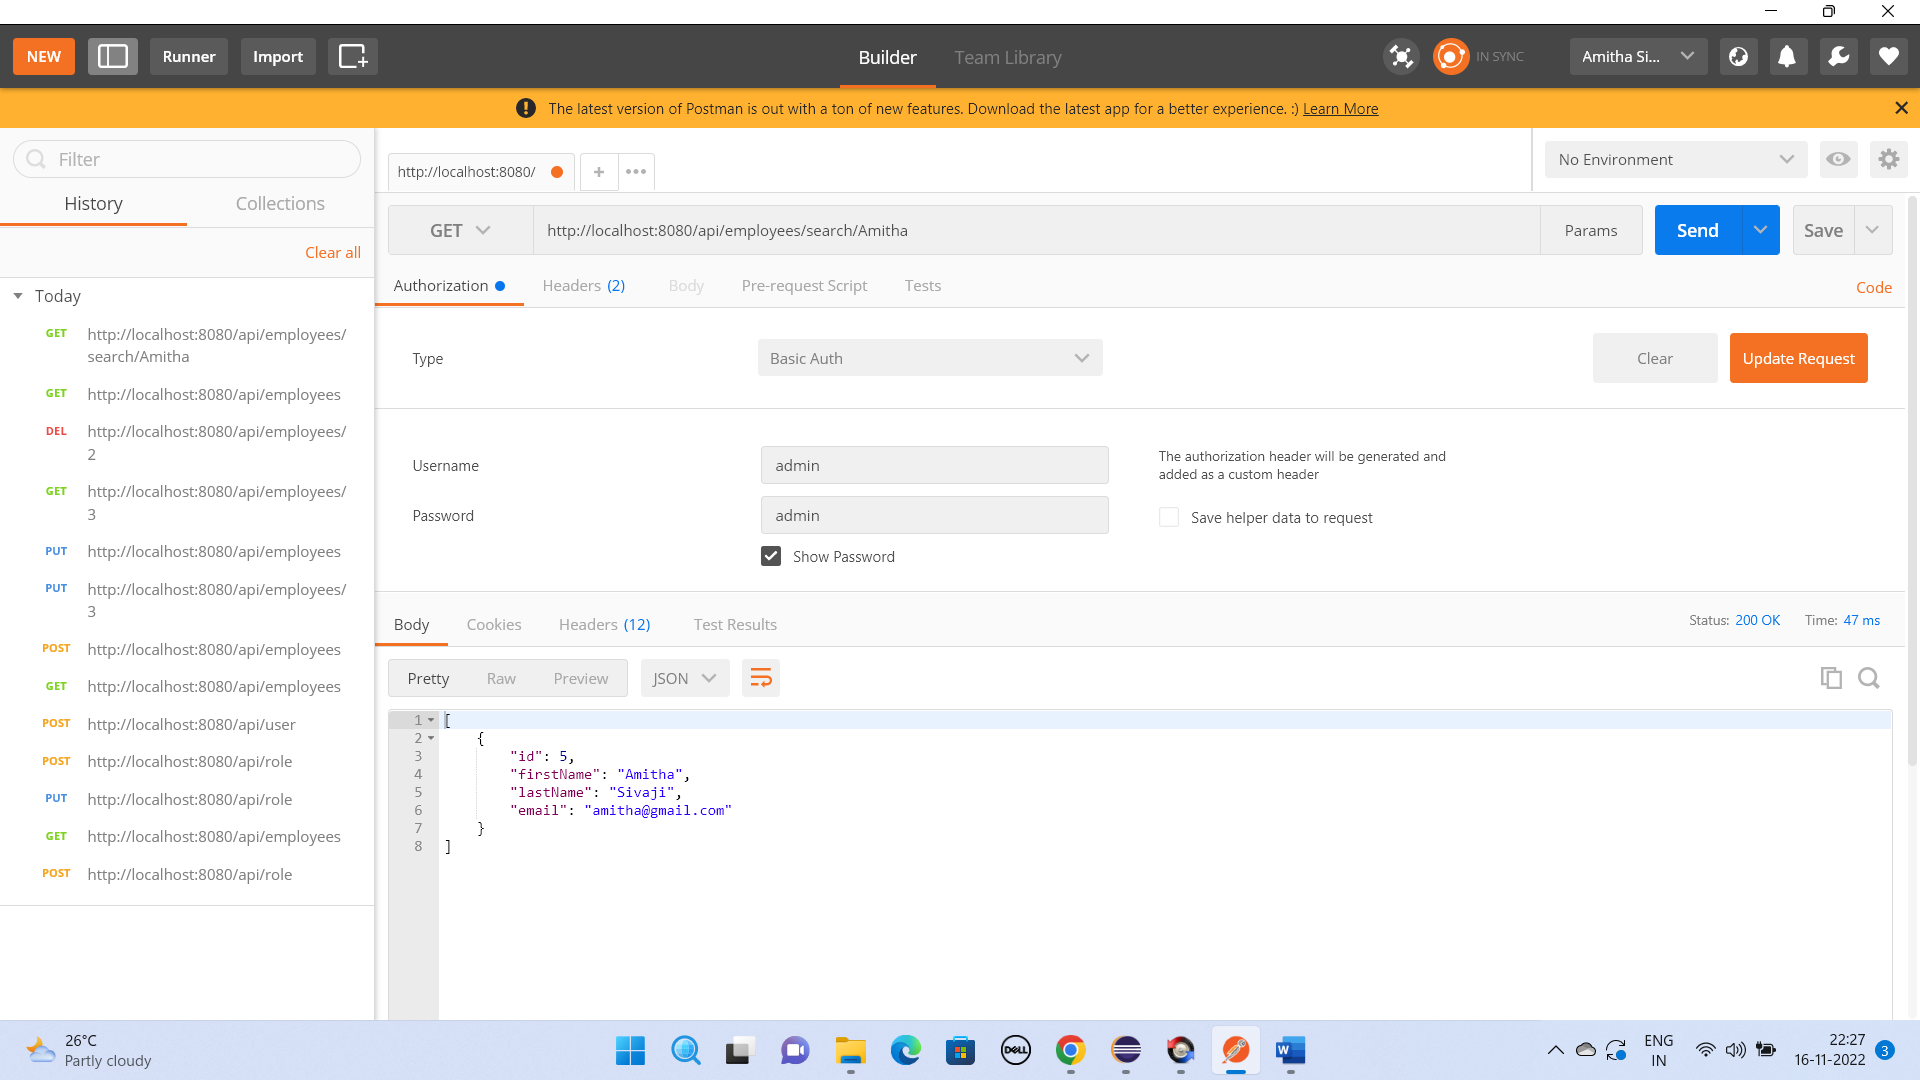 NEW
Runner
Import
Builder
Team Library
IN SYNC
Amitha Si...
The latest version of Postman is out with a ton of new features. Download the latest app for a better experience. :) Learn More
Filter
History
Collections
Clear all
Today
GET http://localhost:8080/api/employees/
search/Amitha
GET http://localhost:8080/api/employees
DEL http://localhost:8080/api/employees/
2
GET http://localhost:8080/api/employees/
3
PUT http://localhost:8080/api/employees
PUT http://localhost:8080/api/employees/
3
POST http://localhost:8080/api/employees
GET http://localhost:8080/api/employees
POST http://localhost:8080/api/user
POST http://localhost:8080/api/role
PUT http://localhost:8080/api/role
GET http://localhost:8080/api/employees
POST http://localhost:8080/api/role
http://localhost:8080/
No Environment
GET http://localhost:8080/api/employees/search/Amitha
Params
Send
Save
Authorization
Headers (2)
Body
Pre-request Script
Tests
Code
Type
Basic Auth
Clear
Update Request
Username
admin
The authorization header will be generated and
added as a custom header
Password
admin
Save helper data to request
Show Password
Body
Cookies
Headers (12)
Test Results
Status: 200 OK
Time: 47 ms
Pretty
Raw
Preview
JSON
1 [
2 {
3 "id": 5,
4 "firstName": "Amitha",
5 "lastName": "Sivaji",
6 "email": "amitha@gmail.com"
7 }
8 ]
26°C
Partly cloudy
DELL
W
ENG
IN
22:27
16-11-2022
3